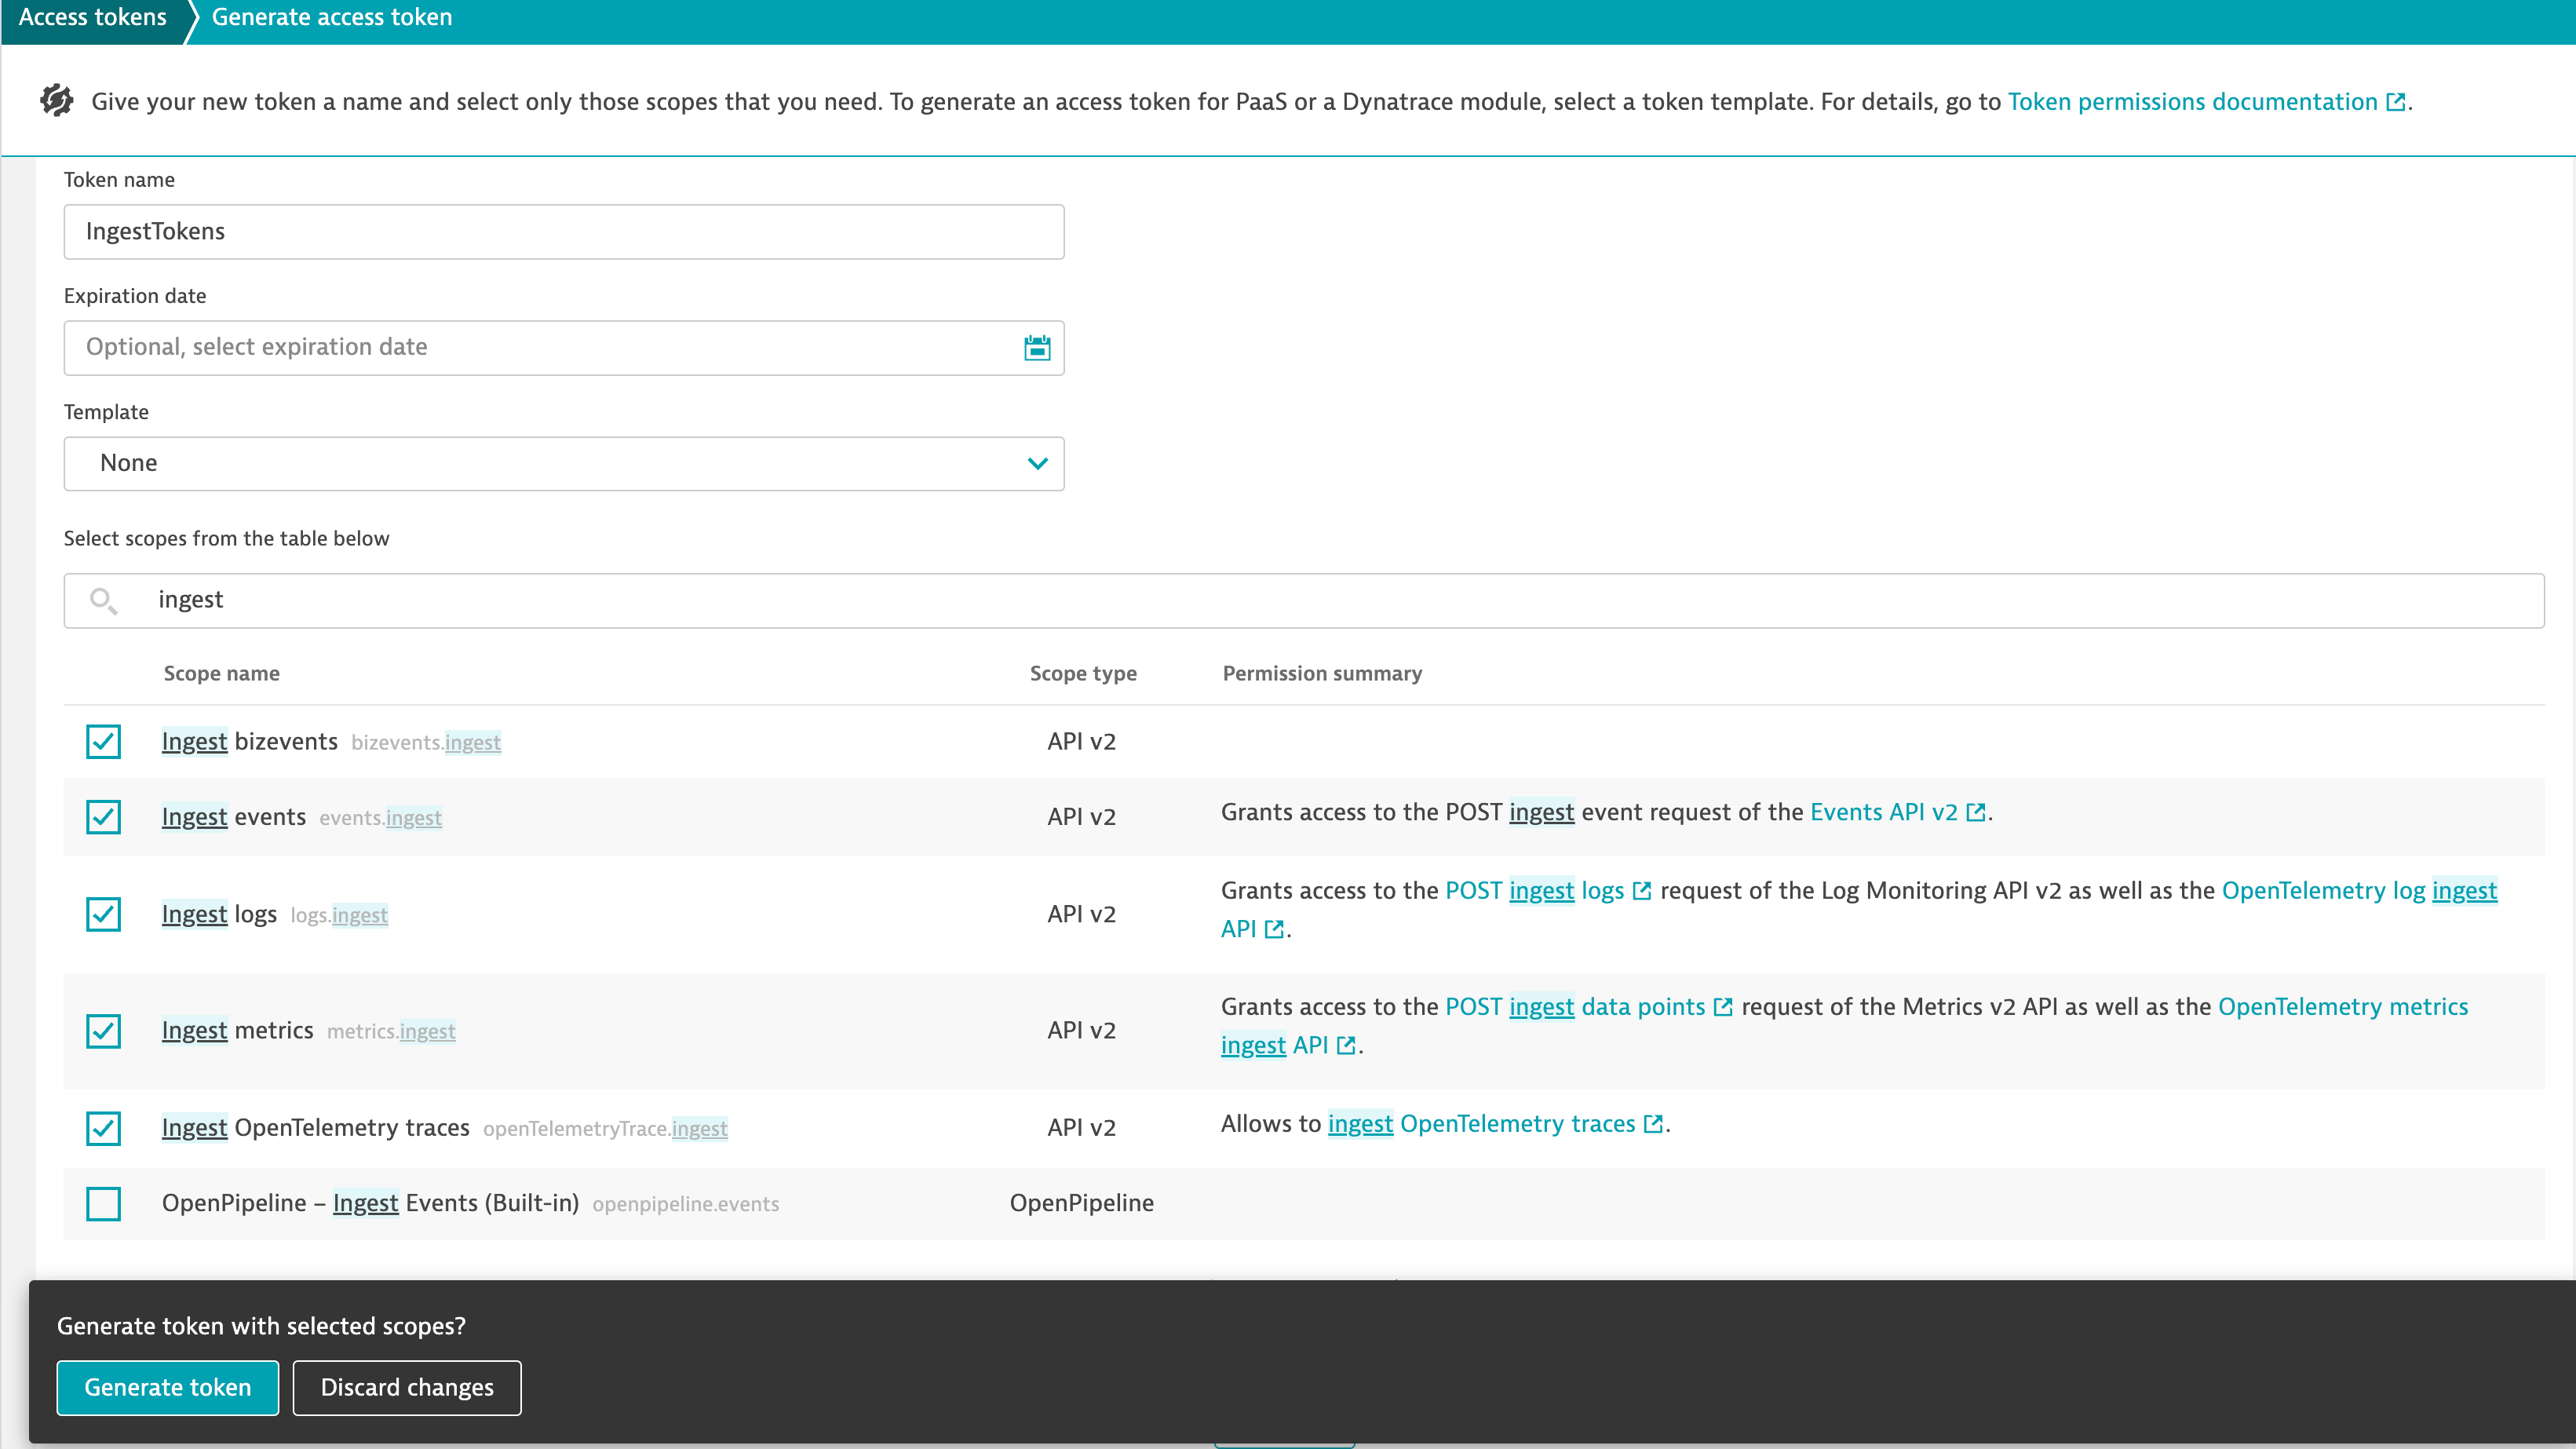 Access tokens
Generate access token
Give your new token a name and select only those scopes that you need. To generate an access token for PaaS or a Dynatrace module, select a token template. For details, go to Token permissions documentation.
Token name
IngestTokens
Expiration date
Optional, select expiration date
Template
None
Select scopes from the table below
ingest
Scope name Scope type Permission summary
Ingest bizevents bizevents.ingest API v2
Ingest events events.ingest API v2 Grants access to the POST ingest event request of the Events API v2.
Ingest logs logs.ingest API v2 Grants access to the POST ingest logs request of the Log Monitoring API v2 as well as the OpenTelemetry log ingest
API.
Ingest metrics metrics.ingest API v2 Grants access to the POST ingest data points request of the Metrics v2 API as well as the OpenTelemetry metrics
ingest API.
Ingest OpenTelemetry traces openTelemetryTrace.ingest API v2 Allows to ingest OpenTelemetry traces.
OpenPipeline – Ingest Events (Built-in) openpipeline.events OpenPipeline
Generate token with selected scopes?
Generate token
Discard changes